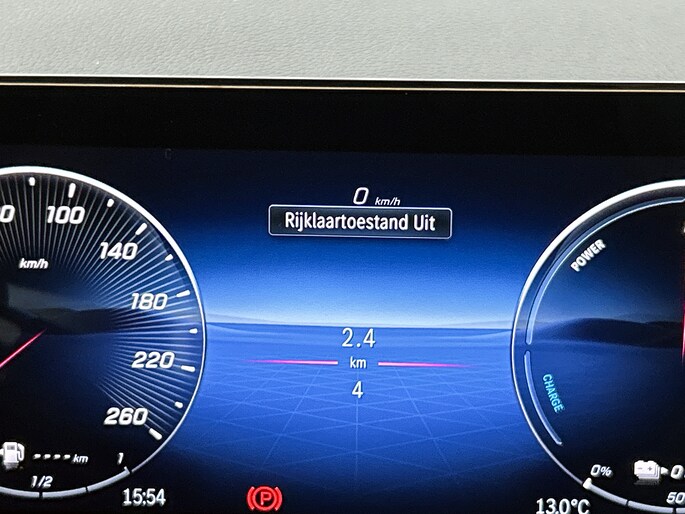 0 km/h
Rijklaartoestand Uit
100
140
km/h
180
220
260
---- km
1
1/2
15:54
2.4
km
4
POWER
CHARGE
0%
50
13.0°C
P